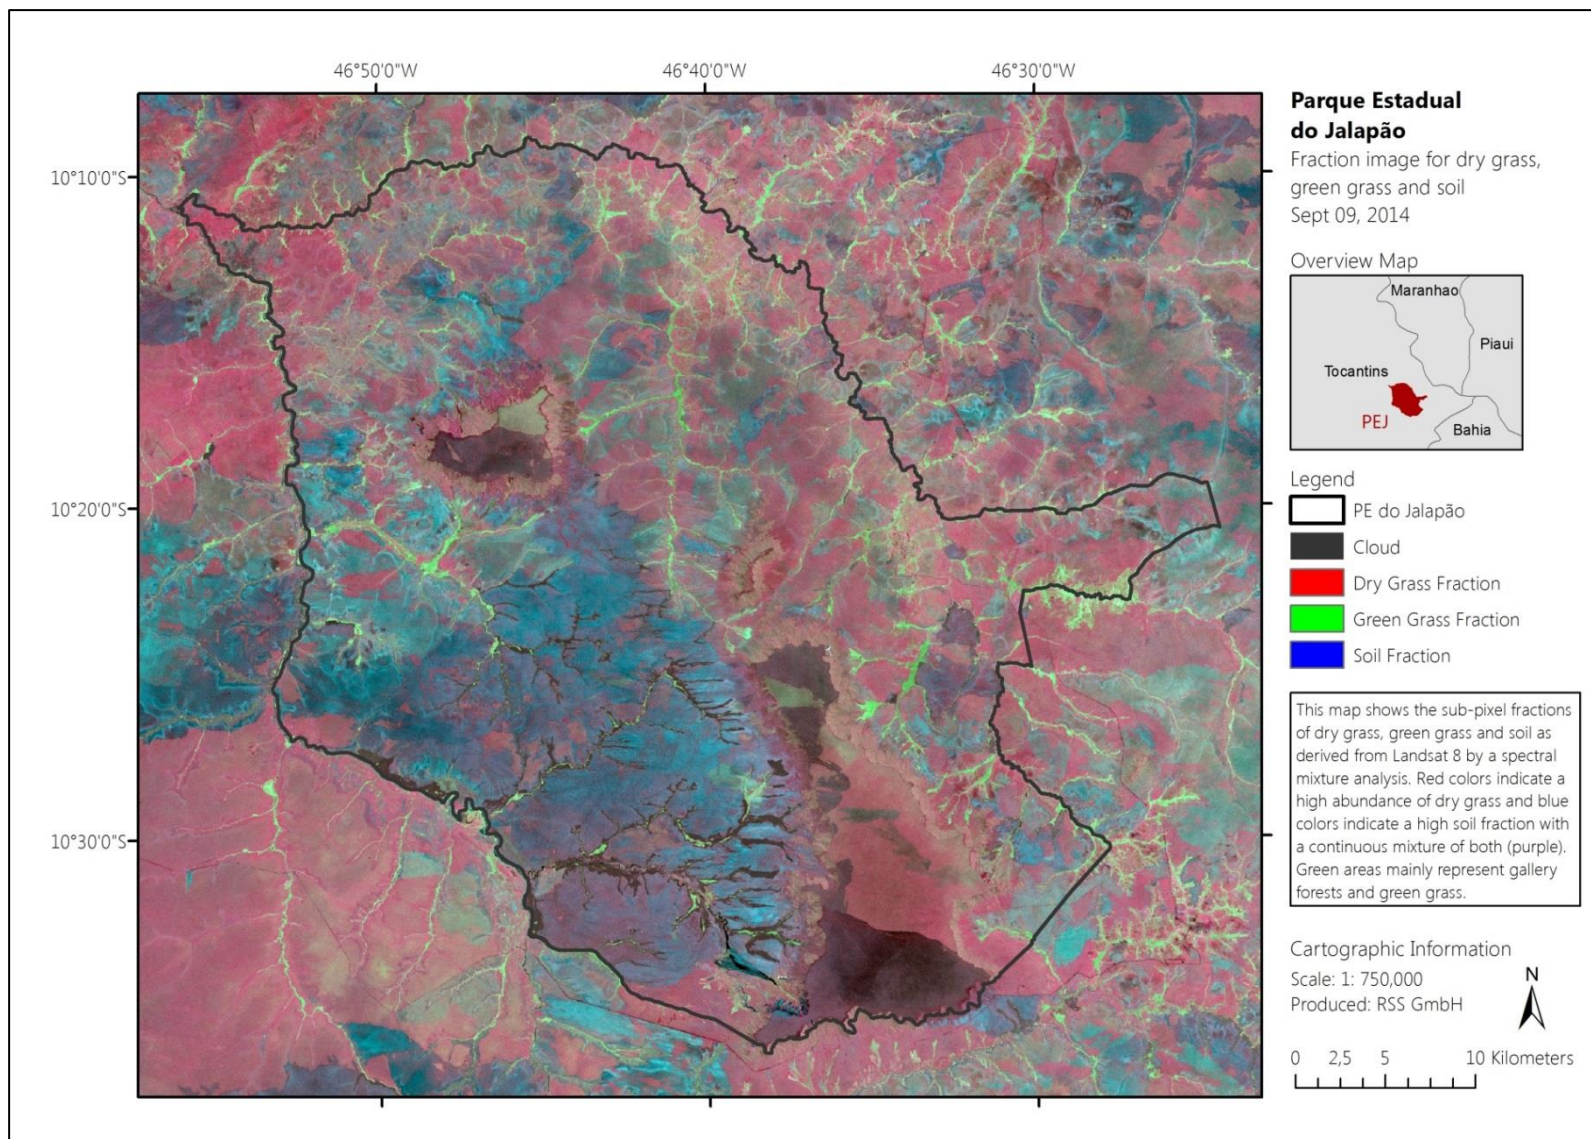 46°50'0"W
46°40'0"W
46°30'0"W
10°10'0"S
10°20'0"S
10°30'0"S
Parque Estadual
do Jalapão
Fraction image for dry grass,
green grass and soil
Sept 09, 2014
Overview Map
Maranhao
Piaui
Tocantins
PEJ
Bahia
Legend
PE do Jalapão
Cloud
Dry Grass Fraction
Green Grass Fraction
Soil Fraction
This map shows the sub-pixel fractions
of dry grass, green grass and soil as
derived from Landsat 8 by a spectral
mixture analysis. Red colors indicate a
high abundance of dry grass and blue
colors indicate a high soil fraction with
a continuous mixture of both (purple).
Green areas mainly represent gallery
forests and green grass.
Cartographic Information
Scale: 1: 750,000
Produced: RSS GmbH
N
0 2,5 5 10 Kilometers